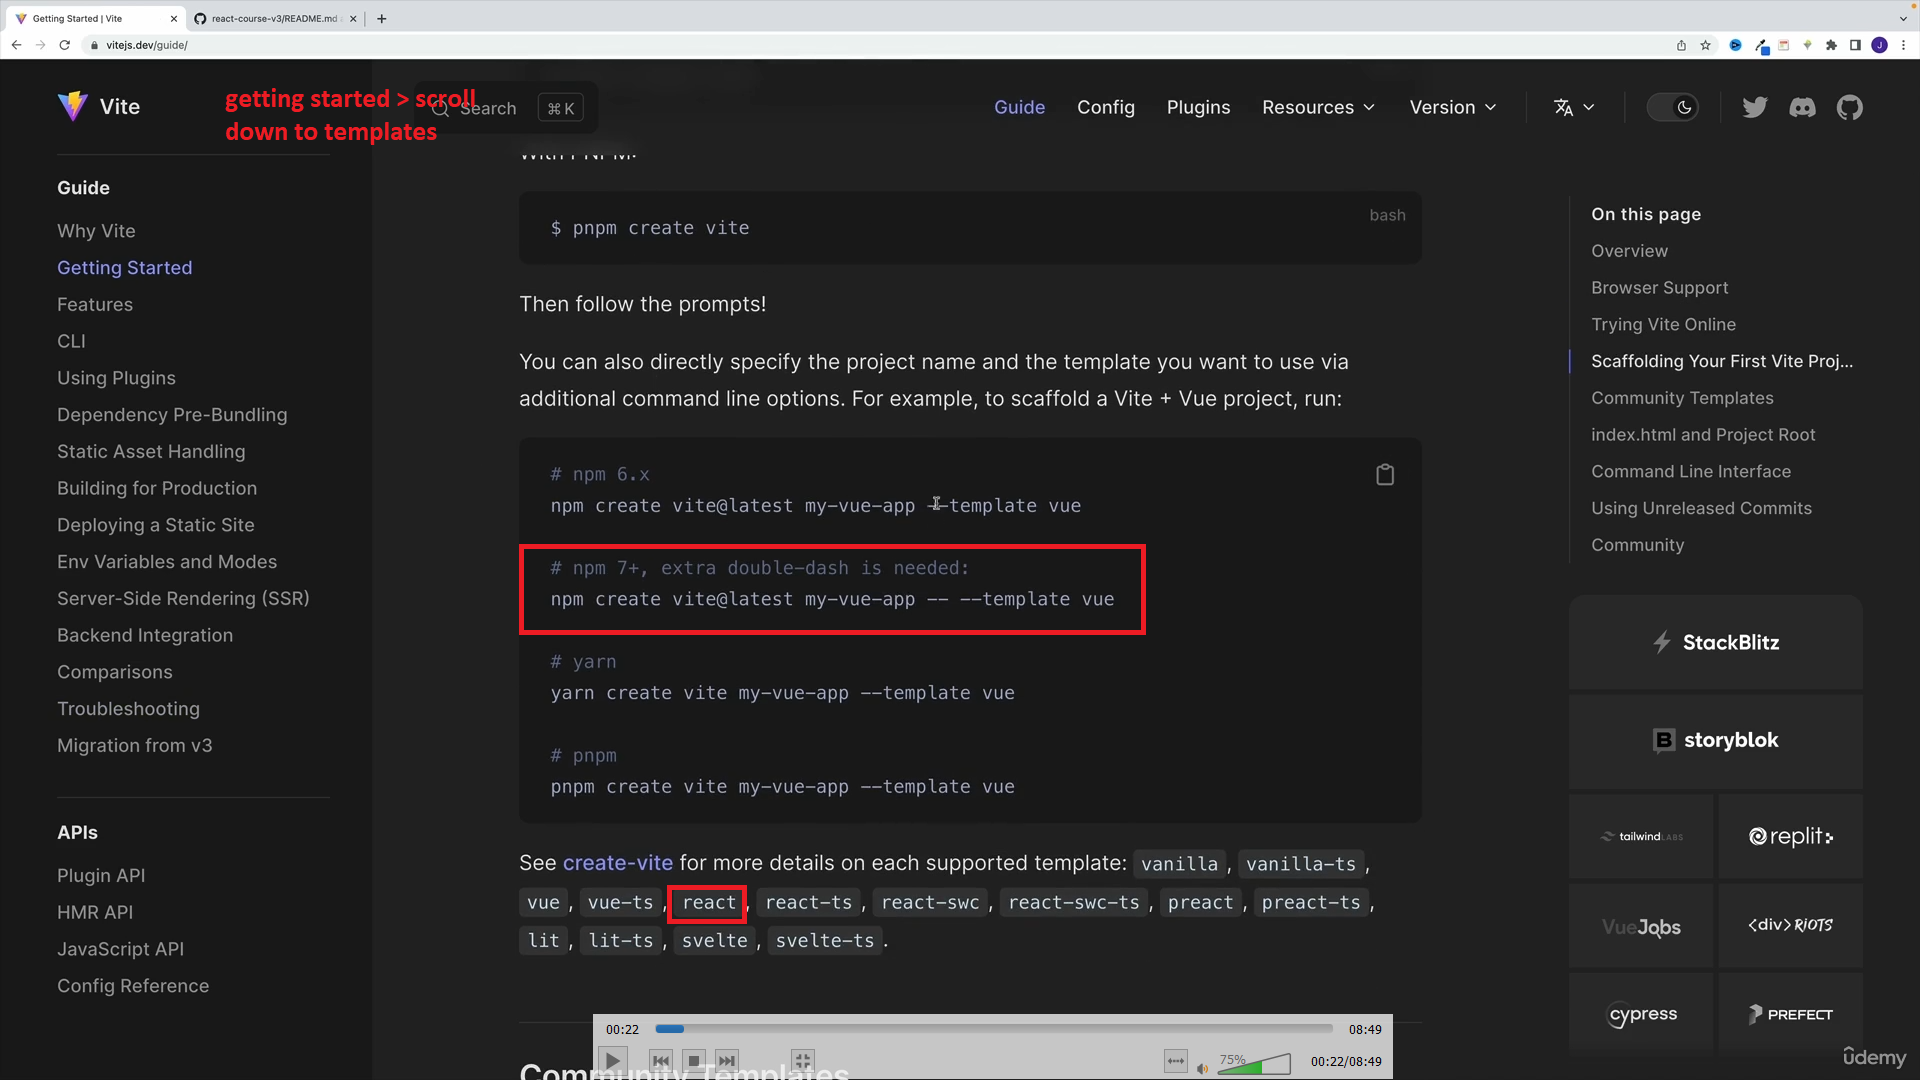 Getting Started | Vite
react-course-v3/README.md
vitejs.dev/guide/
J
Vite
getting started > scroll
down to templates
Search
⌘ K
Guide
Config
Plugins
Resources
Version
Guide
Why Vite
Getting Started
Features
CLI
Using Plugins
Dependency Pre-Bundling
Static Asset Handling
Building for Production
Deploying a Static Site
Env Variables and Modes
Server-Side Rendering (SSR)
Backend Integration
Comparisons
Troubleshooting
Migration from v3
APIs
Plugin API
HMR API
JavaScript API
Config Reference
With PNPM:
bash
$ pnpm create vite
Then follow the prompts!
You can also directly specify the project name and the template you want to use via
additional command line options. For example, to scaffold a Vite + Vue project, run:
# npm 6.x
npm create vite@latest my-vue-app --template vue
# npm 7+, extra double-dash is needed:
npm create vite@latest my-vue-app -- --template vue
# yarn
yarn create vite my-vue-app --template vue
# pnpm
pnpm create vite my-vue-app --template vue
See create-vite for more details on each supported template: vanilla, vanilla-ts,
vue, vue-ts, react, react-ts, react-swc, react-swc-ts, preact, preact-ts,
lit, lit-ts, svelte, svelte-ts.
Community Templates
On this page
Overview
Browser Support
Trying Vite Online
Scaffolding Your First Vite Proj...
Community Templates
index.html and Project Root
Command Line Interface
Using Unreleased Commits
Community
StackBlitz
storyblok
tailwind LABS
replit
VueJobs
<div>RIOTS
cypress
PREFECT
00:22
08:49
75%
00:22/08:49
ûdemy